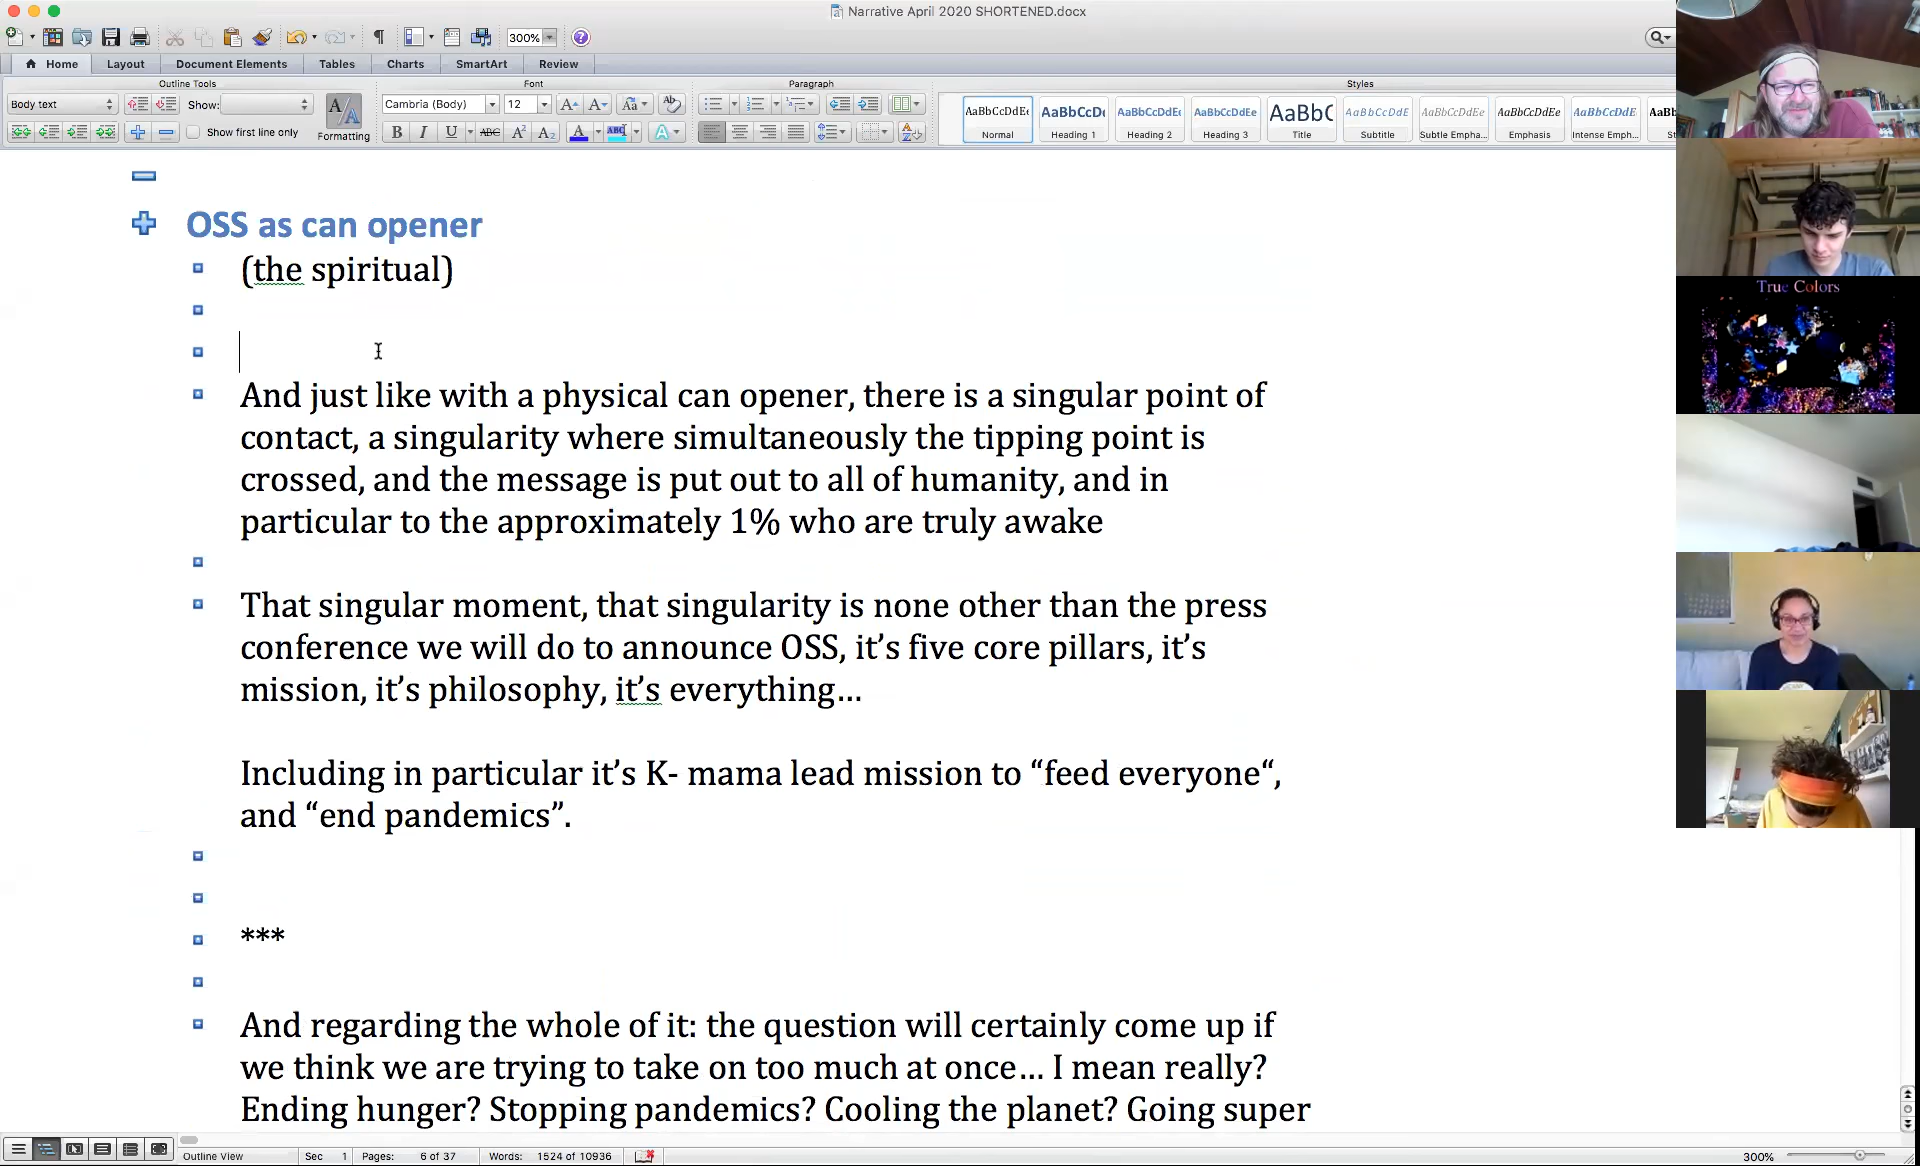 Narrative April 2020 SHORTENED.docx
300%
Home Layout Document Elements Tables Charts SmartArt Review
Outline Tools Font Paragraph Styles
Body text Show: Cambria (Body) 12
Show first line only Formatting
AaBbCcDdEe AaBbCcDc AaBbCcDdEe AaBbCcDdEe AaBbC AaBbCcDdEe AaBbCcDdEe AaBbCcDdEe AaBbCcDd
Normal Heading 1 Heading 2 Heading 3 Title Subtitle Subtle Empha... Emphasis Intense Emph...
OSS as can opener
(the spiritual)
And just like with a physical can opener, there is a singular point of
contact, a singularity where simultaneously the tipping point is
crossed, and the message is put out to all of humanity, and in
particular to the approximately 1% who are truly awake
That singular moment, that singularity is none other than the press
conference we will do to announce OSS, it’s five core pillars, it’s
mission, it’s philosophy, it’s everything…
Including in particular it’s K- mama lead mission to “feed everyone“,
and “end pandemics”.
***
And regarding the whole of it: the question will certainly come up if
we think we are trying to take on too much at once… I mean really?
Ending hunger? Stopping pandemics? Cooling the planet? Going super
Outline View Sec 1 Pages: 6 of 37 Words: 1524 of 10936 300%
True Colors